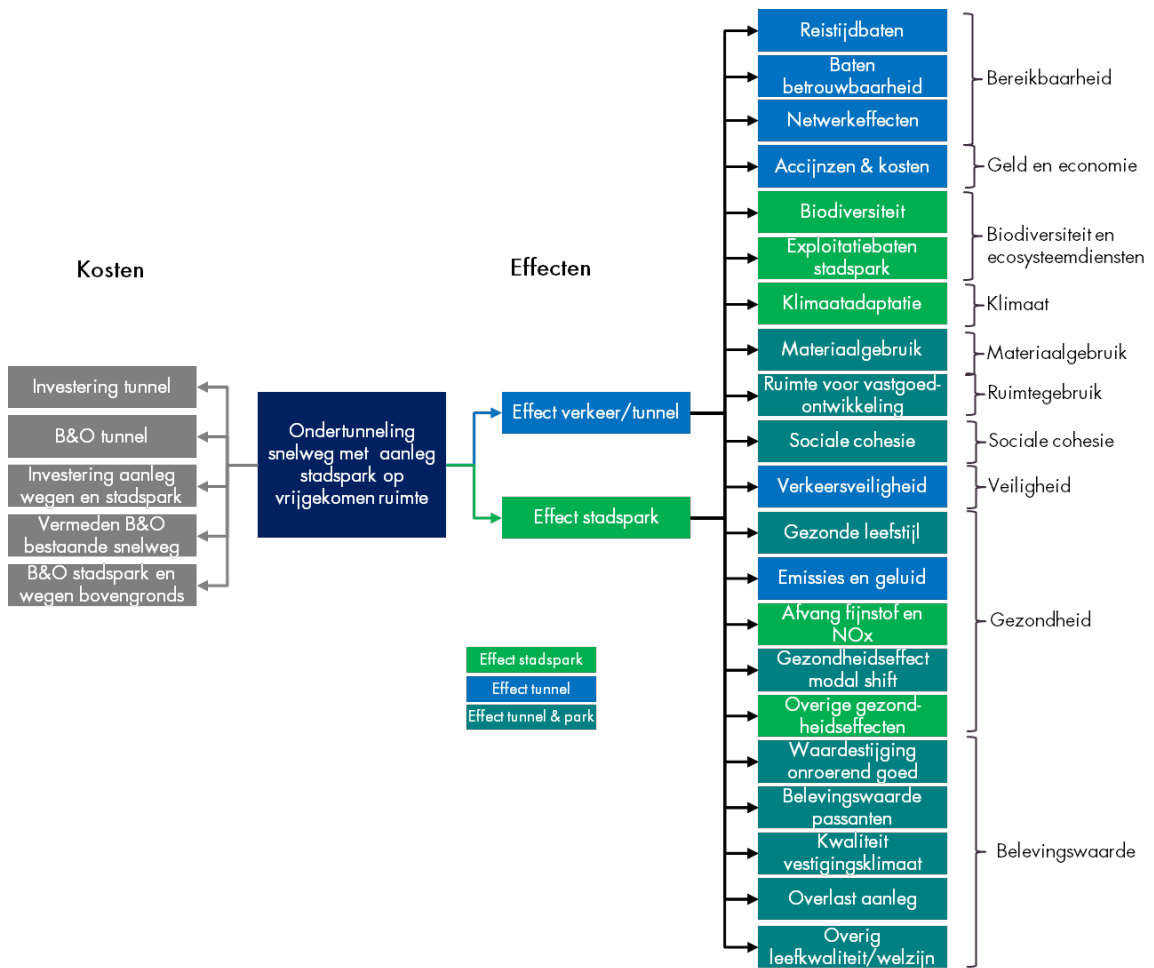 Kosten
Investering tunnel
B&O tunnel
Investering aanleg
wegen en stadspark
Vermeden B&O
bestaande snelweg
B&O stadspark en
wegen bovengronds
Ondertunneling
snelweg met aanleg
stadspark op
vrijgekomen ruimte
Effecten
Effect verkeer/tunnel
Effect stadspark
Effect stadspark
Effect tunnel
Effect tunnel & park
Reistijdbaten
Baten
betrouwbaarheid
Netwerkeffecten
Bereikbaarheid
Accijnzen & kosten
Geld en economie
Biodiversiteit
Exploitatiebaten
stadspark
Biodiversiteit en
ecosysteemdiensten
Klimaatadaptatie
Klimaat
Materiaalgebruik
Materiaalgebruik
Ruimte voor vastgoed-
ontwikkeling
Ruimtegebruik
Sociale cohesie
Sociale cohesie
Verkeersveiligheid
Veiligheid
Gezonde leefstijl
Emissies en geluid
Afvang fijnstof en
NOx
Gezondheidseffect
modal shift
Overige gezond-
heidseffecten
Gezondheid
Waardestijging
onroerend goed
Belevingswaarde
passanten
Kwaliteit
vestigingsklimaat
Overlast aanleg
Overig
leefkwaliteit/welzijn
Belevingswaarde